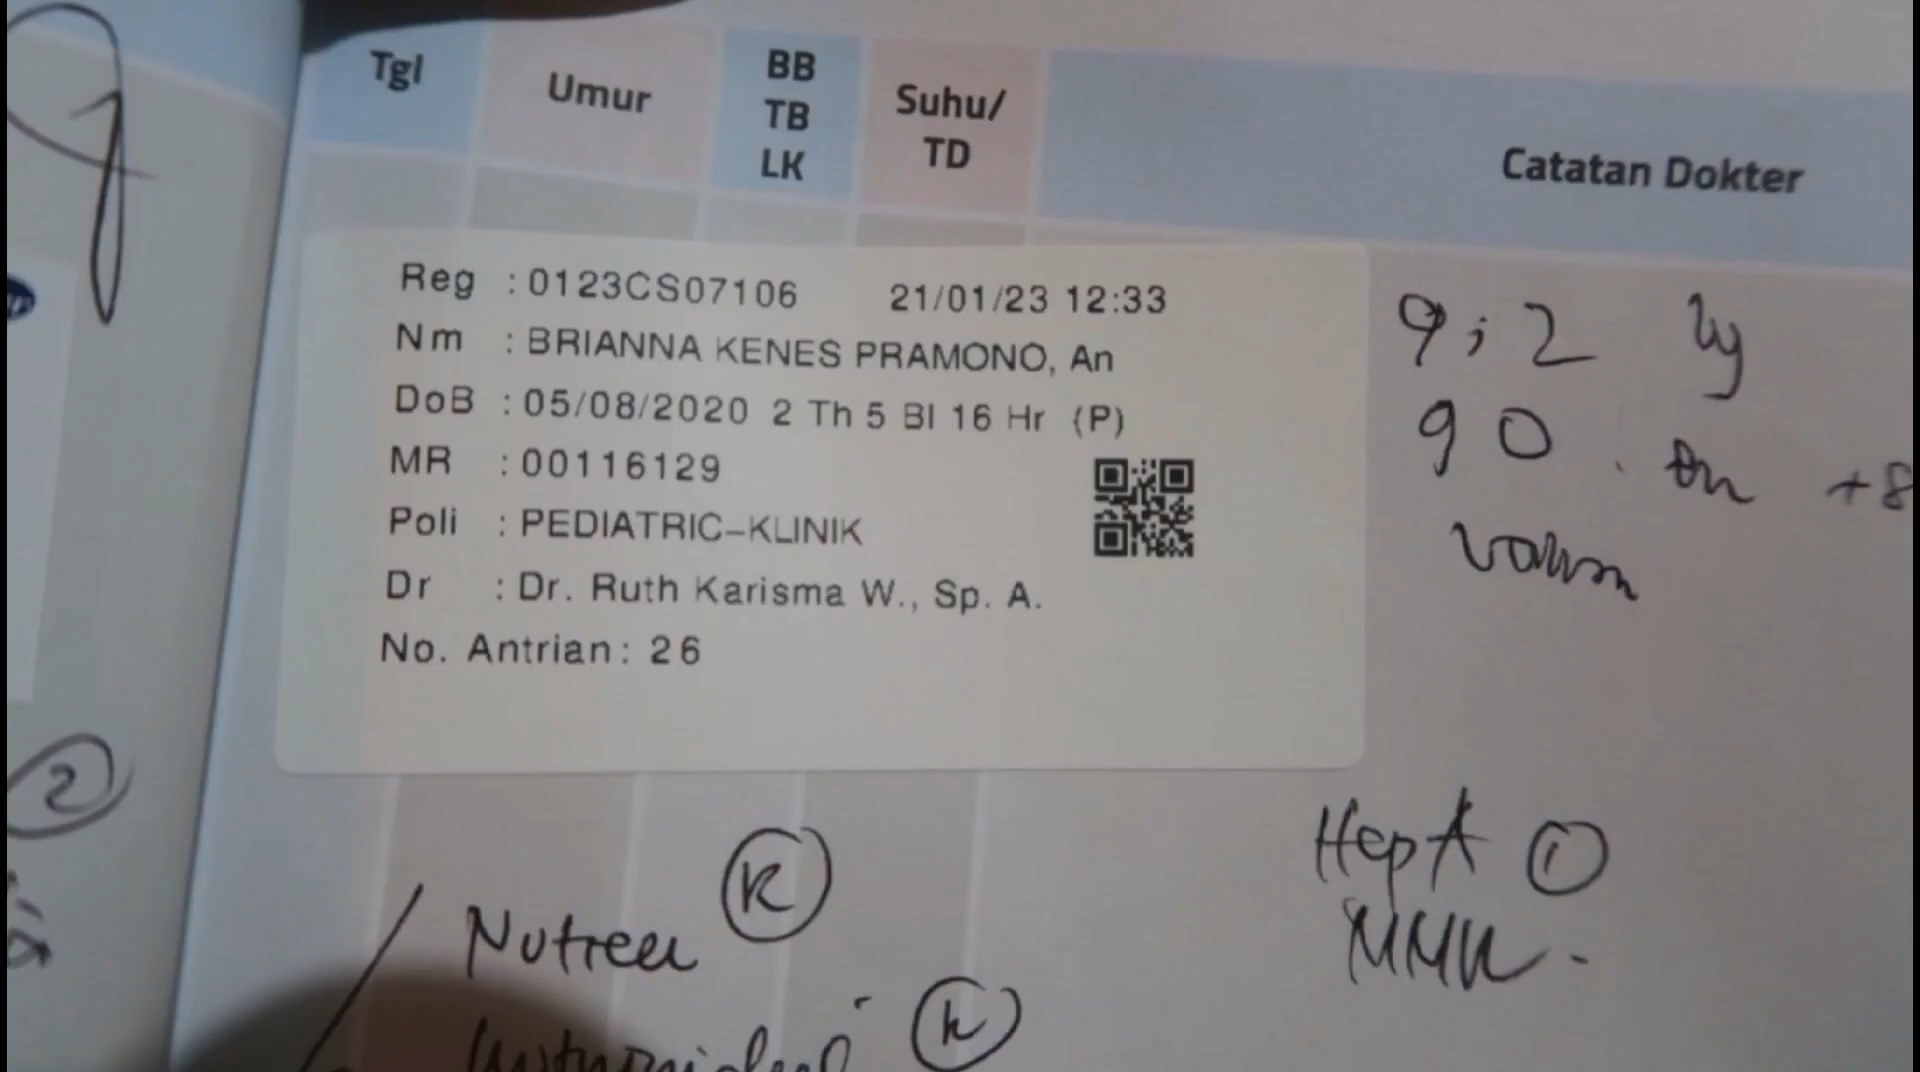 Tgl
Umur
BB
TB
LK
Suhu/
TD
Catatan Dokter
Reg : 0123CS07106 21/01/23 12:33
Nm : BRIANNA KENES PRAMONO, An
DoB : 05/08/2020 2 Th 5 Bl 16 Hr (P)
MR : 00116129
Poli : PEDIATRIC-KLINIK
Dr : Dr. Ruth Karisma W., Sp. A.
No. Antrian: 26
9,2 kg
90 +8
2
Hep A 1
K
k